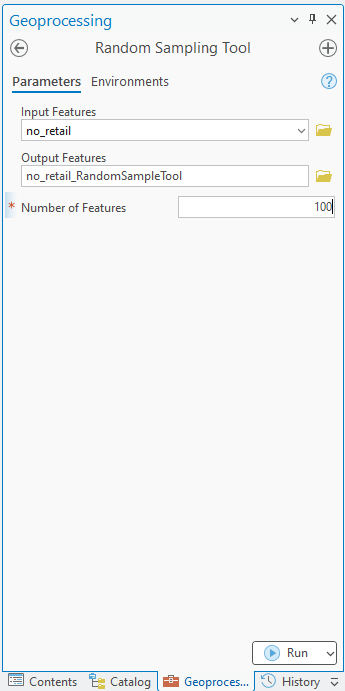 Geoprocessing
Random Sampling Tool
Parameters Environments
Input Features
no_retail
Output Features
no_retail_RandomSampleTool
* Number of Features 100
Run
Contents Catalog Geoproces... History